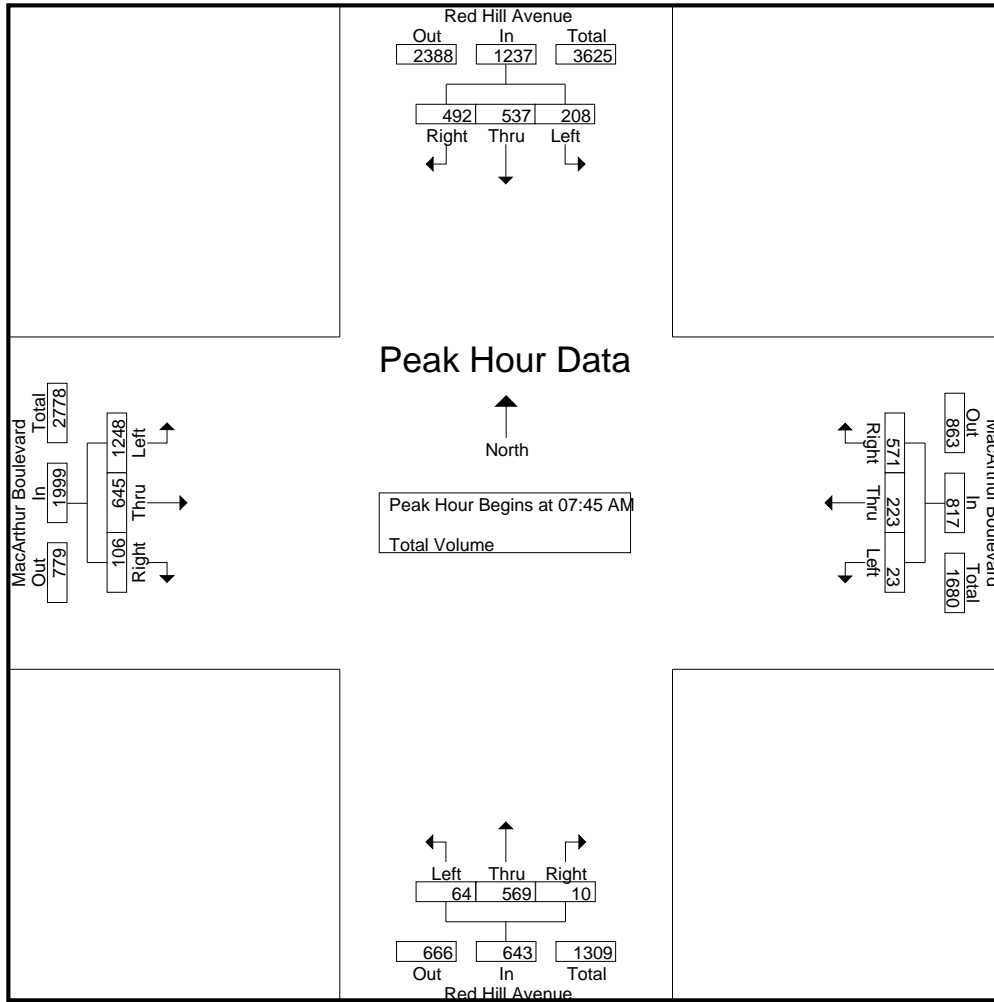 Red Hill Avenue
Out In Total
2388 1237 3625
492 537 208
Right Thru Left
Peak Hour Data
North
Peak Hour Begins at 07:45 AM
Total Volume
MacArthur Boulevard
Total In Out
2778 1999 779
1248 645 106
Left Thru Right
MacArthur Boulevard
Out In Total
863 817 1680
571 223 23
Right Thru Left
Left Thru Right
64 569 10
666 643 1309
Out In Total
Red Hill Avenue